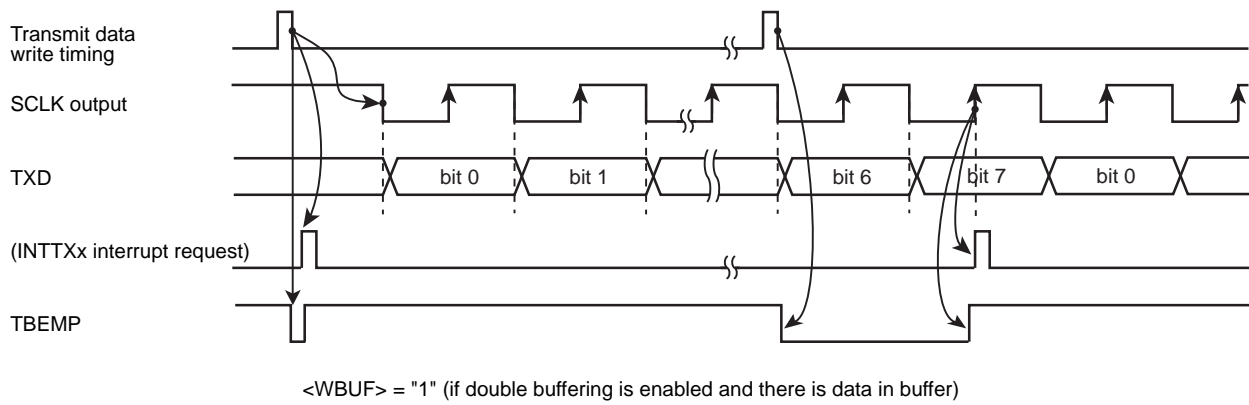 Transmit data
write timing
SCLK output
TXD
bit 0
bit 1
bit 6
bit 7
bit 0
(INTTXx interrupt request)
TBEMP
<WBUF> = "1" (if double buffering is enabled and there is data in buffer)